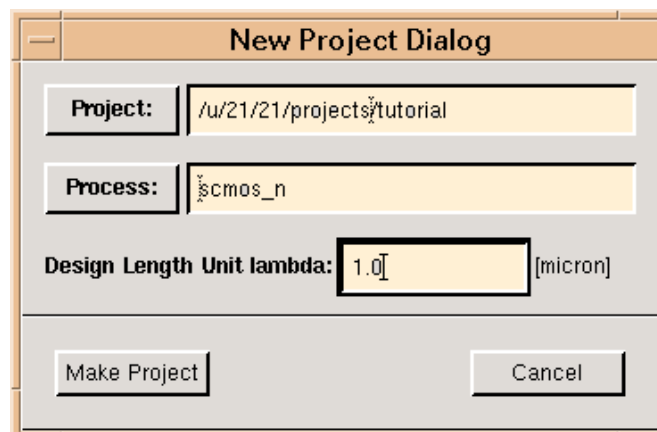 New Project Dialog
Project: /u/21/21/projects/tutorial
Process: scmos_n
Design Length Unit lambda: 1.0 [micron]
Make Project Cancel